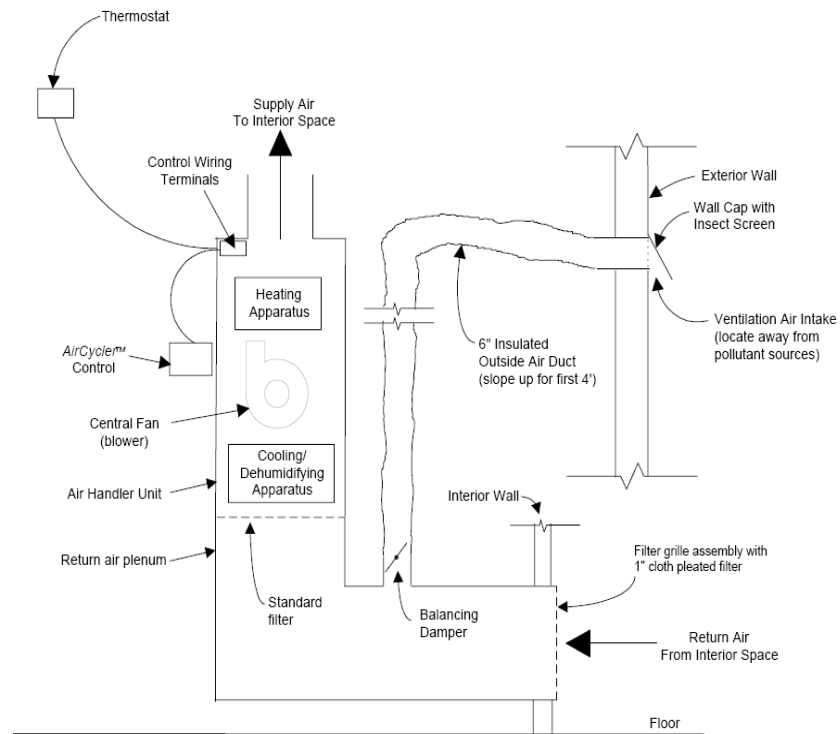 Thermostat
Supply Air
To Interior Space
Control Wiring
Terminals
Exterior Wall
Wall Cap with
Insect Screen
Heating
Apparatus
6" Insulated
Outside Air Duct
(slope up for first 4')
Ventilation Air Intake
(locate away from
pollutant sources)
AirCycler™
Control
Central Fan
(blower)
Cooling/
Dehumidifying
Apparatus
Air Handler Unit
Interior Wall
Return air plenum
Filter grille assembly with
1" cloth pleated filter
Standard
filter
Balancing
Damper
Return Air
From Interior Space
Floor